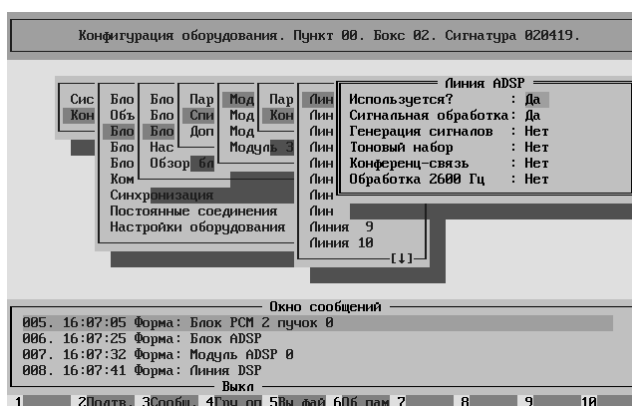 Конфигурация оборудования. Пункт 00. Бокс 02. Сигнатура 020419.
Линия ADSP
Сис Бло Бло Пар Мод Пар Лин Используется? : Да
Кон Объ Бло Спи Мод Кон Лин Сигнальная обработка: Да
Бло Бло Доп Мод Лин Генерация сигналов : Нет
Бло Нас Модуль 3 Лин Тоновый набор : Нет
Бло Обзор бл Лин Конференц-связь : Нет
Ком Лин Обработка 2600 Гц : Нет
Синхронизация Лин
Постоянные соединения Лин
Настройки оборудования Линия 9
Линия 10
[↓]
Окно сообщений
005. 16:07:05 Форма: Блок PCM 2 пучок 0
006. 16:07:25 Форма: Блок ADSP
007. 16:07:32 Форма: Модуль ADSP 0
008. 16:07:41 Форма: Линия DSP
Выкл
1 2Подтв. 3Сообщ. 4Гру оп 5Вы фай 6Об пам 7 8 9 10